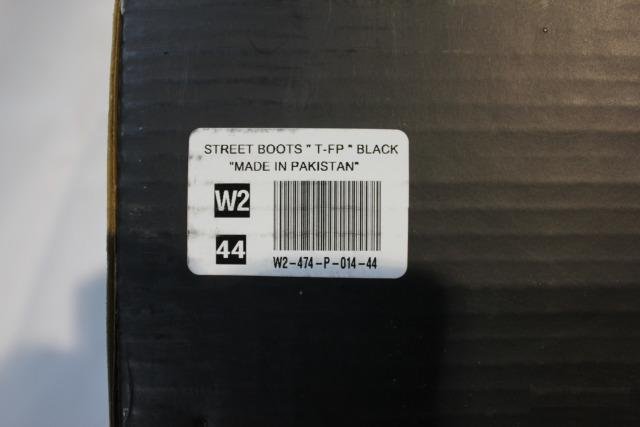 STREET BOOTS " T-FP " BLACK
"MADE IN PAKISTAN"
W2
44
W2-474-P-014-44